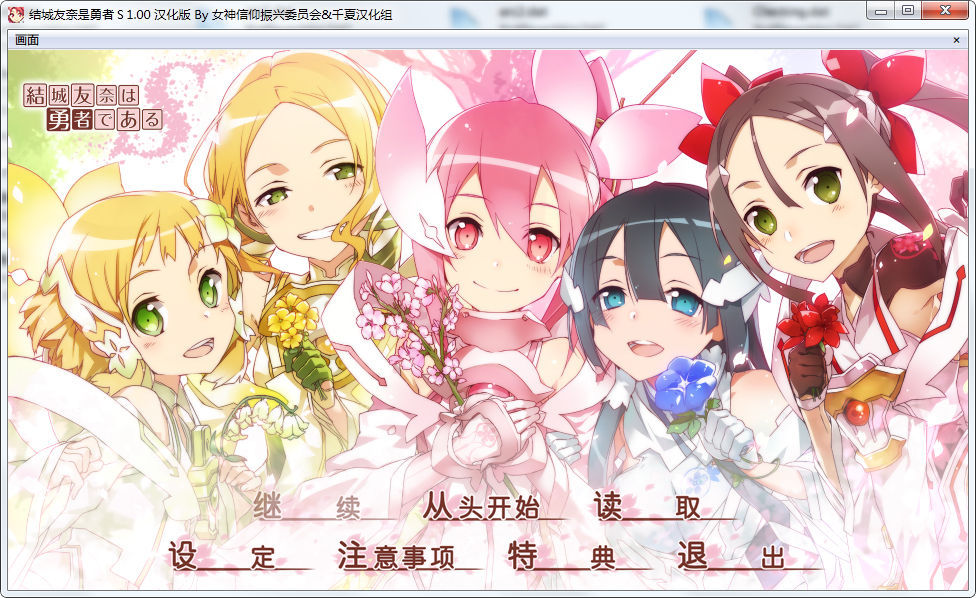 结城友奈是勇者 S 1.00 汉化版 By 女神信仰振兴委员会&千夏汉化组
画面
結城友奈は
勇者である
S
继续 从头开始 读取
设定 注意事项 特典 退出